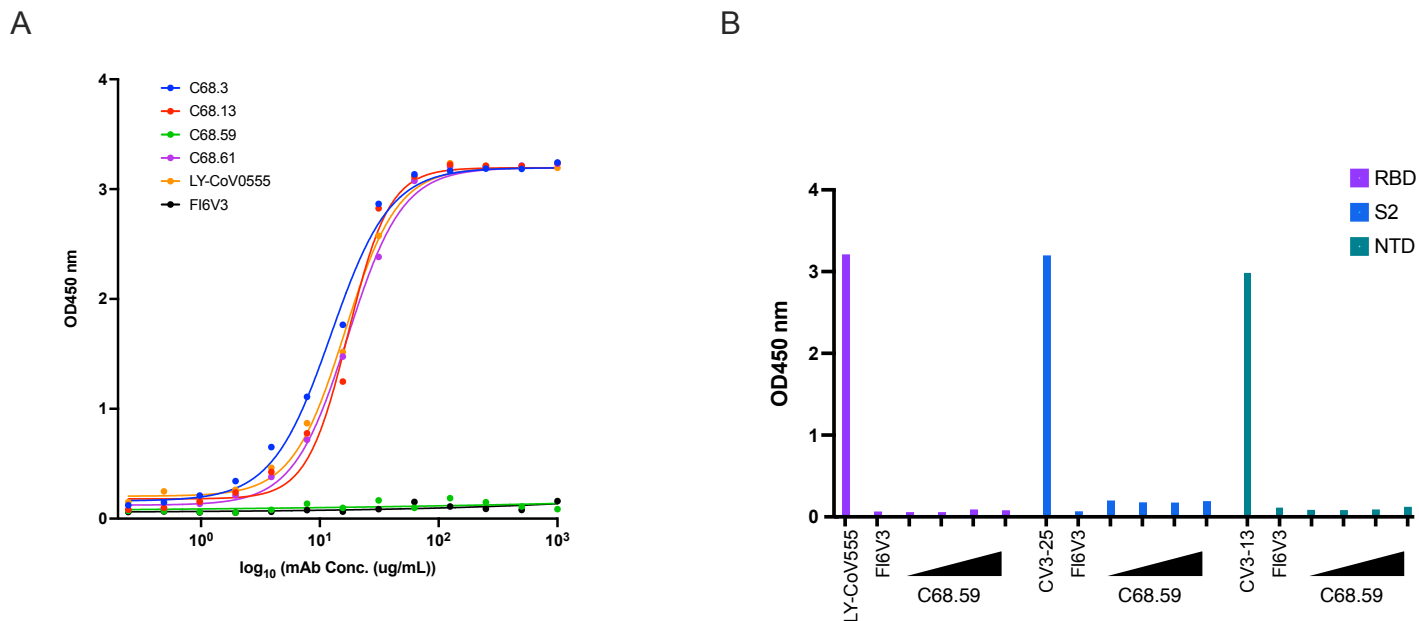 A
B
C68.3
C68.13
C68.59
C68.61
LY-CoV0555
FI6V3
4
3
2
1
0
OD450 nm
10⁰
10¹
10²
10³
log₁₀ (mAb Conc. (ug/mL))
RBD
S2
NTD
4
3
2
1
0
OD450 nm
LY-CoV555
FI6V3
C68.59
CV3-25
FI6V3
C68.59
CV3-13
FI6V3
C68.59